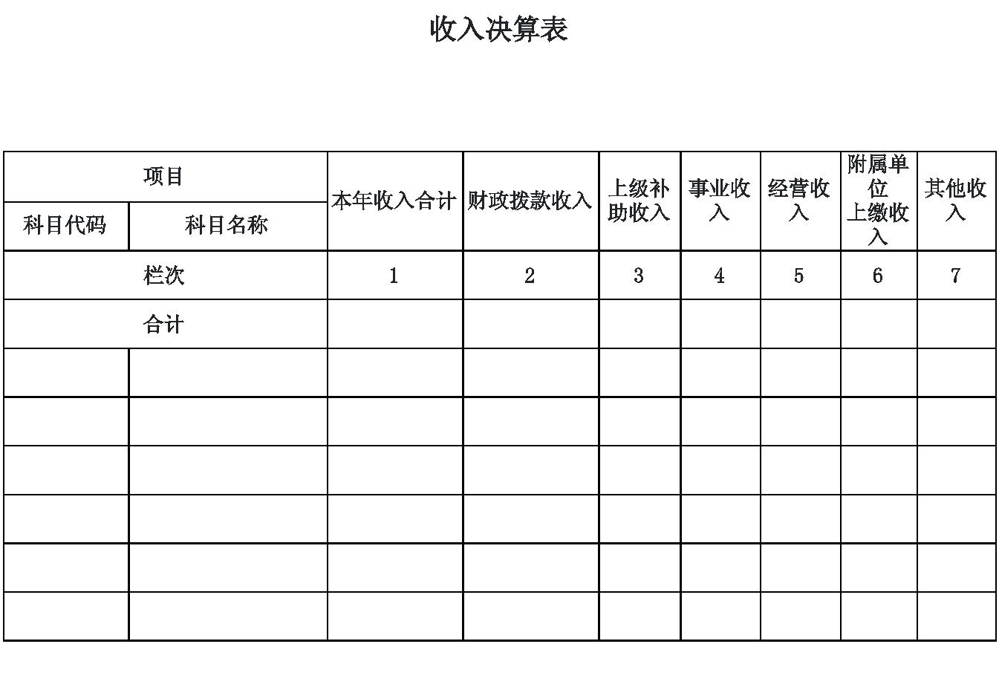 收入决算表
项目
本年收入合计
财政拨款收入
上级补
助收入
事业收
入
经营收
入
附属单
位
上缴收
入
其他收
入
科目代码
科目名称
栏次
1
2
3
4
5
6
7
合计